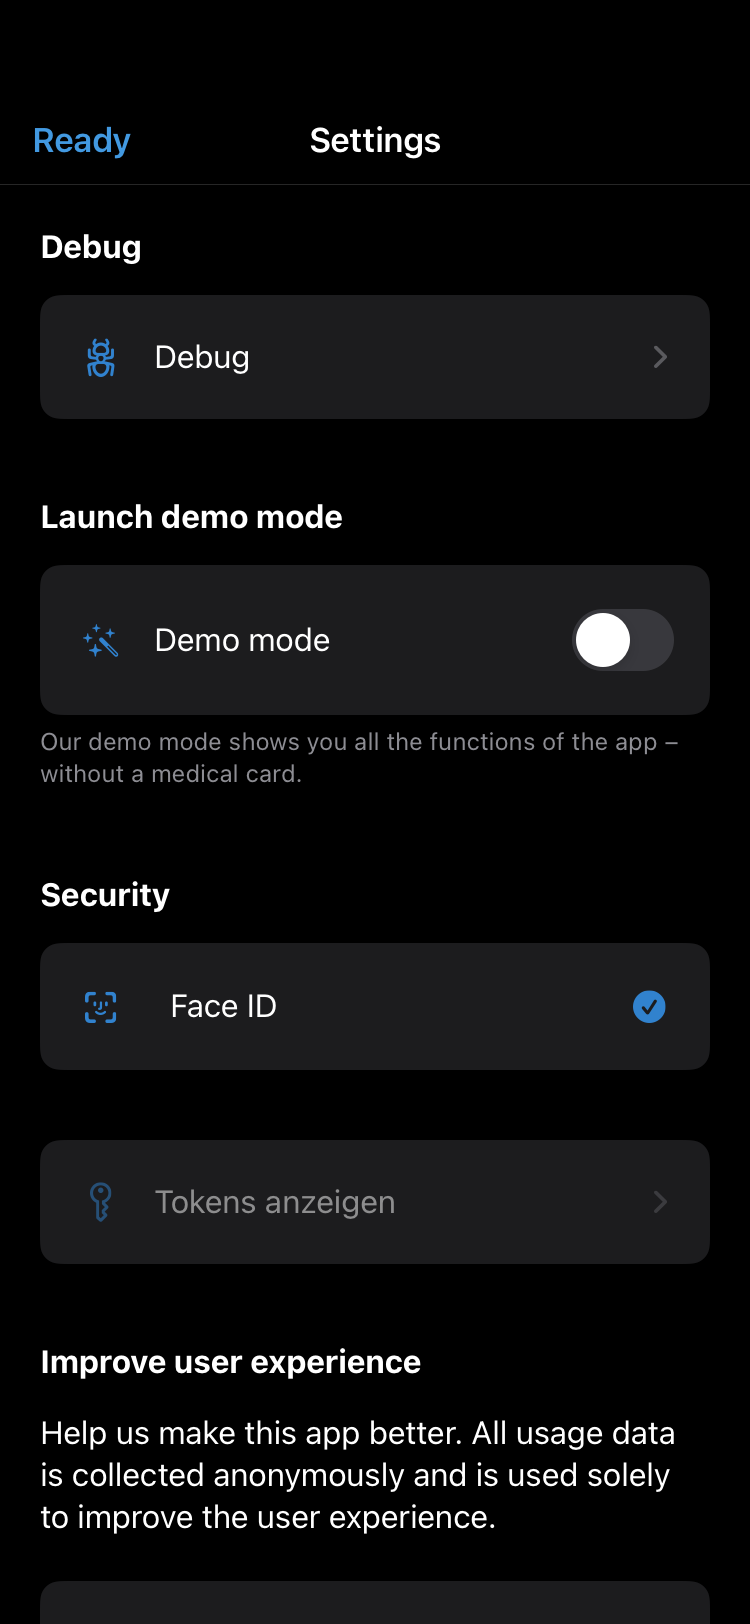 Ready
Settings
Debug
Debug
Launch demo mode
Demo mode
Our demo mode shows you all the functions of the app –
without a medical card.
Security
Face ID
Tokens anzeigen
Improve user experience
Help us make this app better. All usage data
is collected anonymously and is used solely
to improve the user experience.